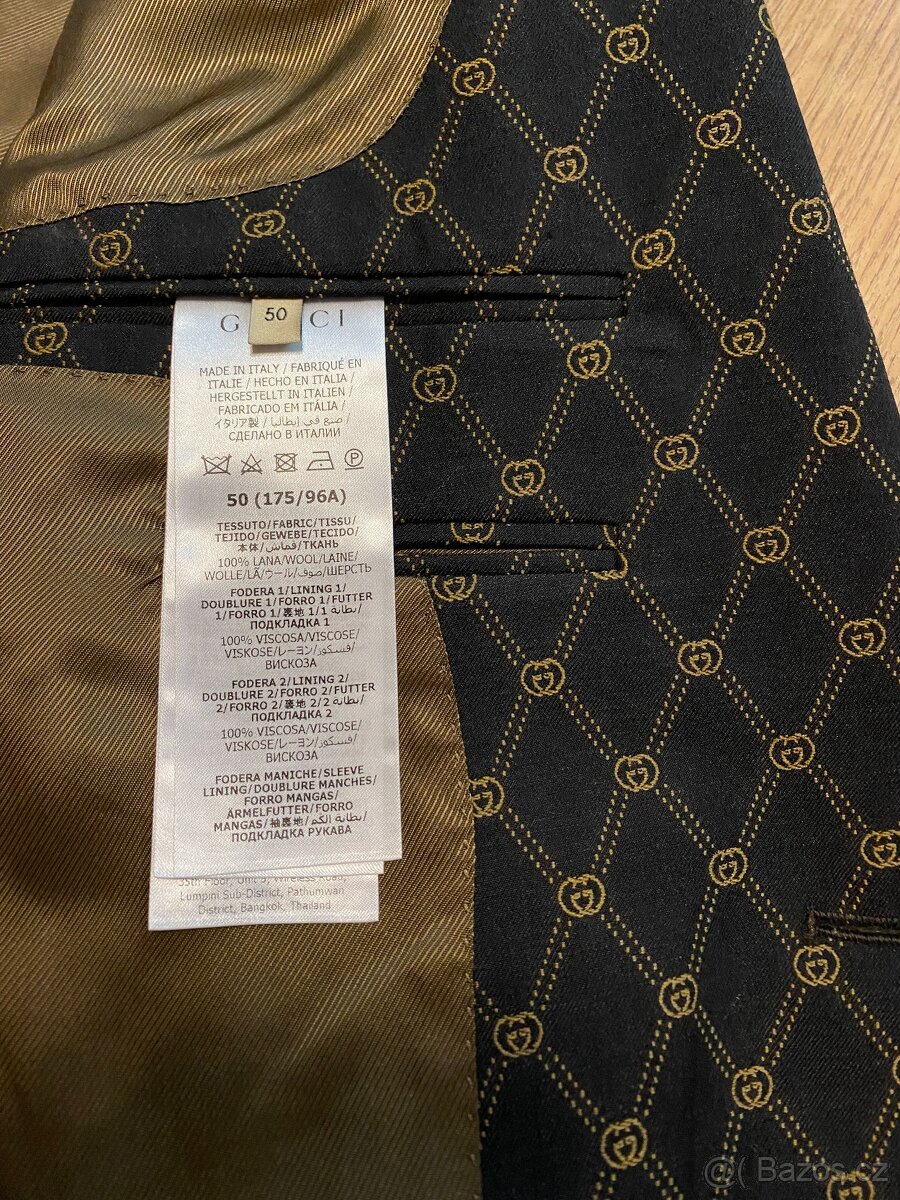 50
G CI
MADE IN ITALY / FABRIQUÉ EN
ITALIE / HECHO EN ITALIA /
HERGESTELLT IN ITALIEN /
FABRICADO EM ITÁLIA /
イタリア製 / صنع في إيطاليا /
СДЕЛАНО В ИТАЛИИ
P
50 (175/96A)
TESSUTO/FABRIC/TISSU/
TEJIDO/GEWEBE/TECIDO/
本体/قماش/ТКАНЬ
100% LANA/WOOL/LAINE/
WOLLE/LÃ/ウール/صوف/ШЕРСТЬ
FODERA 1/LINING 1/
DOUBLURE 1/FORRO 1/FUTTER
1/FORRO 1/裏地 1/بطانة 1/
ПОДКЛАДКА 1
100% VISCOSA/VISCOSE/
VISKOSE/レーヨン/فسكوز/
ВИСКОЗА
FODERA 2/LINING 2/
DOUBLURE 2/FORRO 2/FUTTER
2/FORRO 2/裏地 2/بطانة 2/
ПОДКЛАДКА 2
100% VISCOSA/VISCOSE/
VISKOSE/レーヨン/فسكوز/
ВИСКОЗА
FODERA MANICHE/SLEEVE
LINING/DOUBLURE MANCHES/
FORRO MANGAS/
ÄRMELFUTTER/FORRO
MANGAS/袖裏地/بطانة الكم/
ПОДКЛАДКА РУКАВА
35th Floor, Unit Wireless Road,
Lumpini Sub-District, Pathumwan
District, Bangkok, Thailand
@( Bazoš.cz